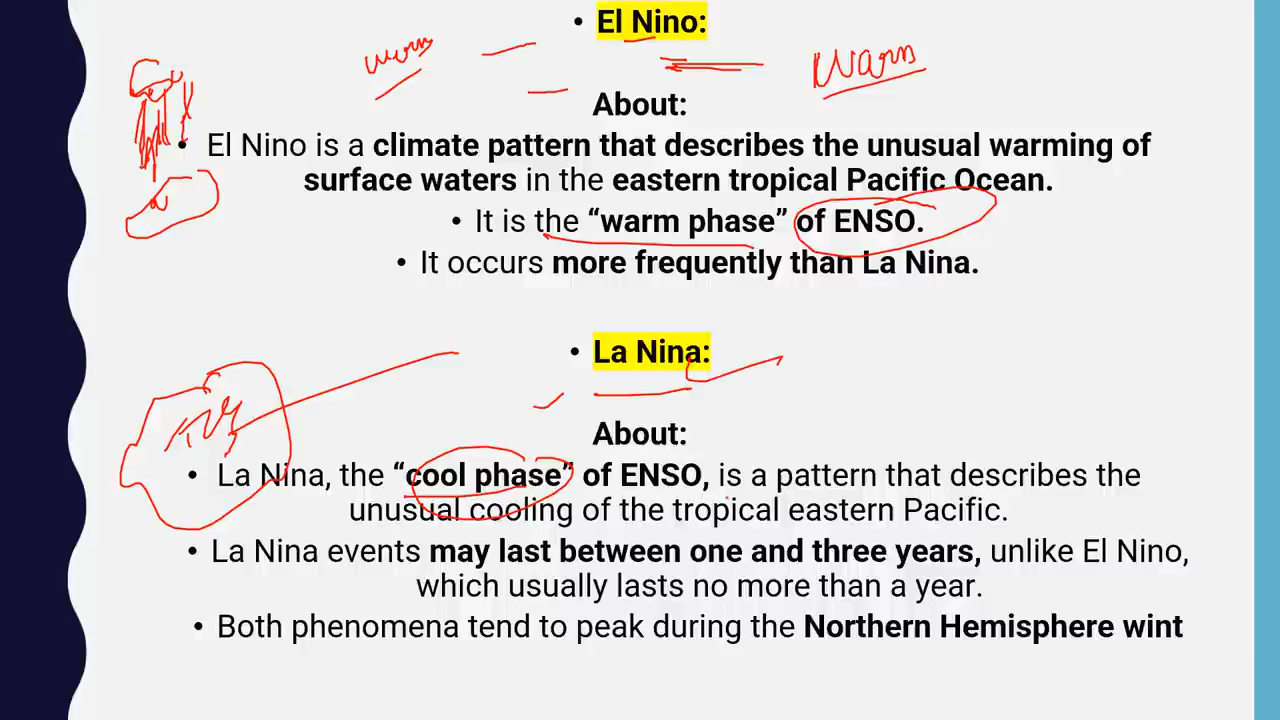 • El Nino:
warm
Warm
About:
• El Nino is a climate pattern that describes the unusual warming of
surface waters in the eastern tropical Pacific Ocean.
• It is the “warm phase” of ENSO.
• It occurs more frequently than La Nina.
• La Nina:
About:
• La Nina, the “cool phase” of ENSO, is a pattern that describes the
unusual cooling of the tropical eastern Pacific.
• La Nina events may last between one and three years, unlike El Nino,
which usually lasts no more than a year.
• Both phenomena tend to peak during the Northern Hemisphere wint